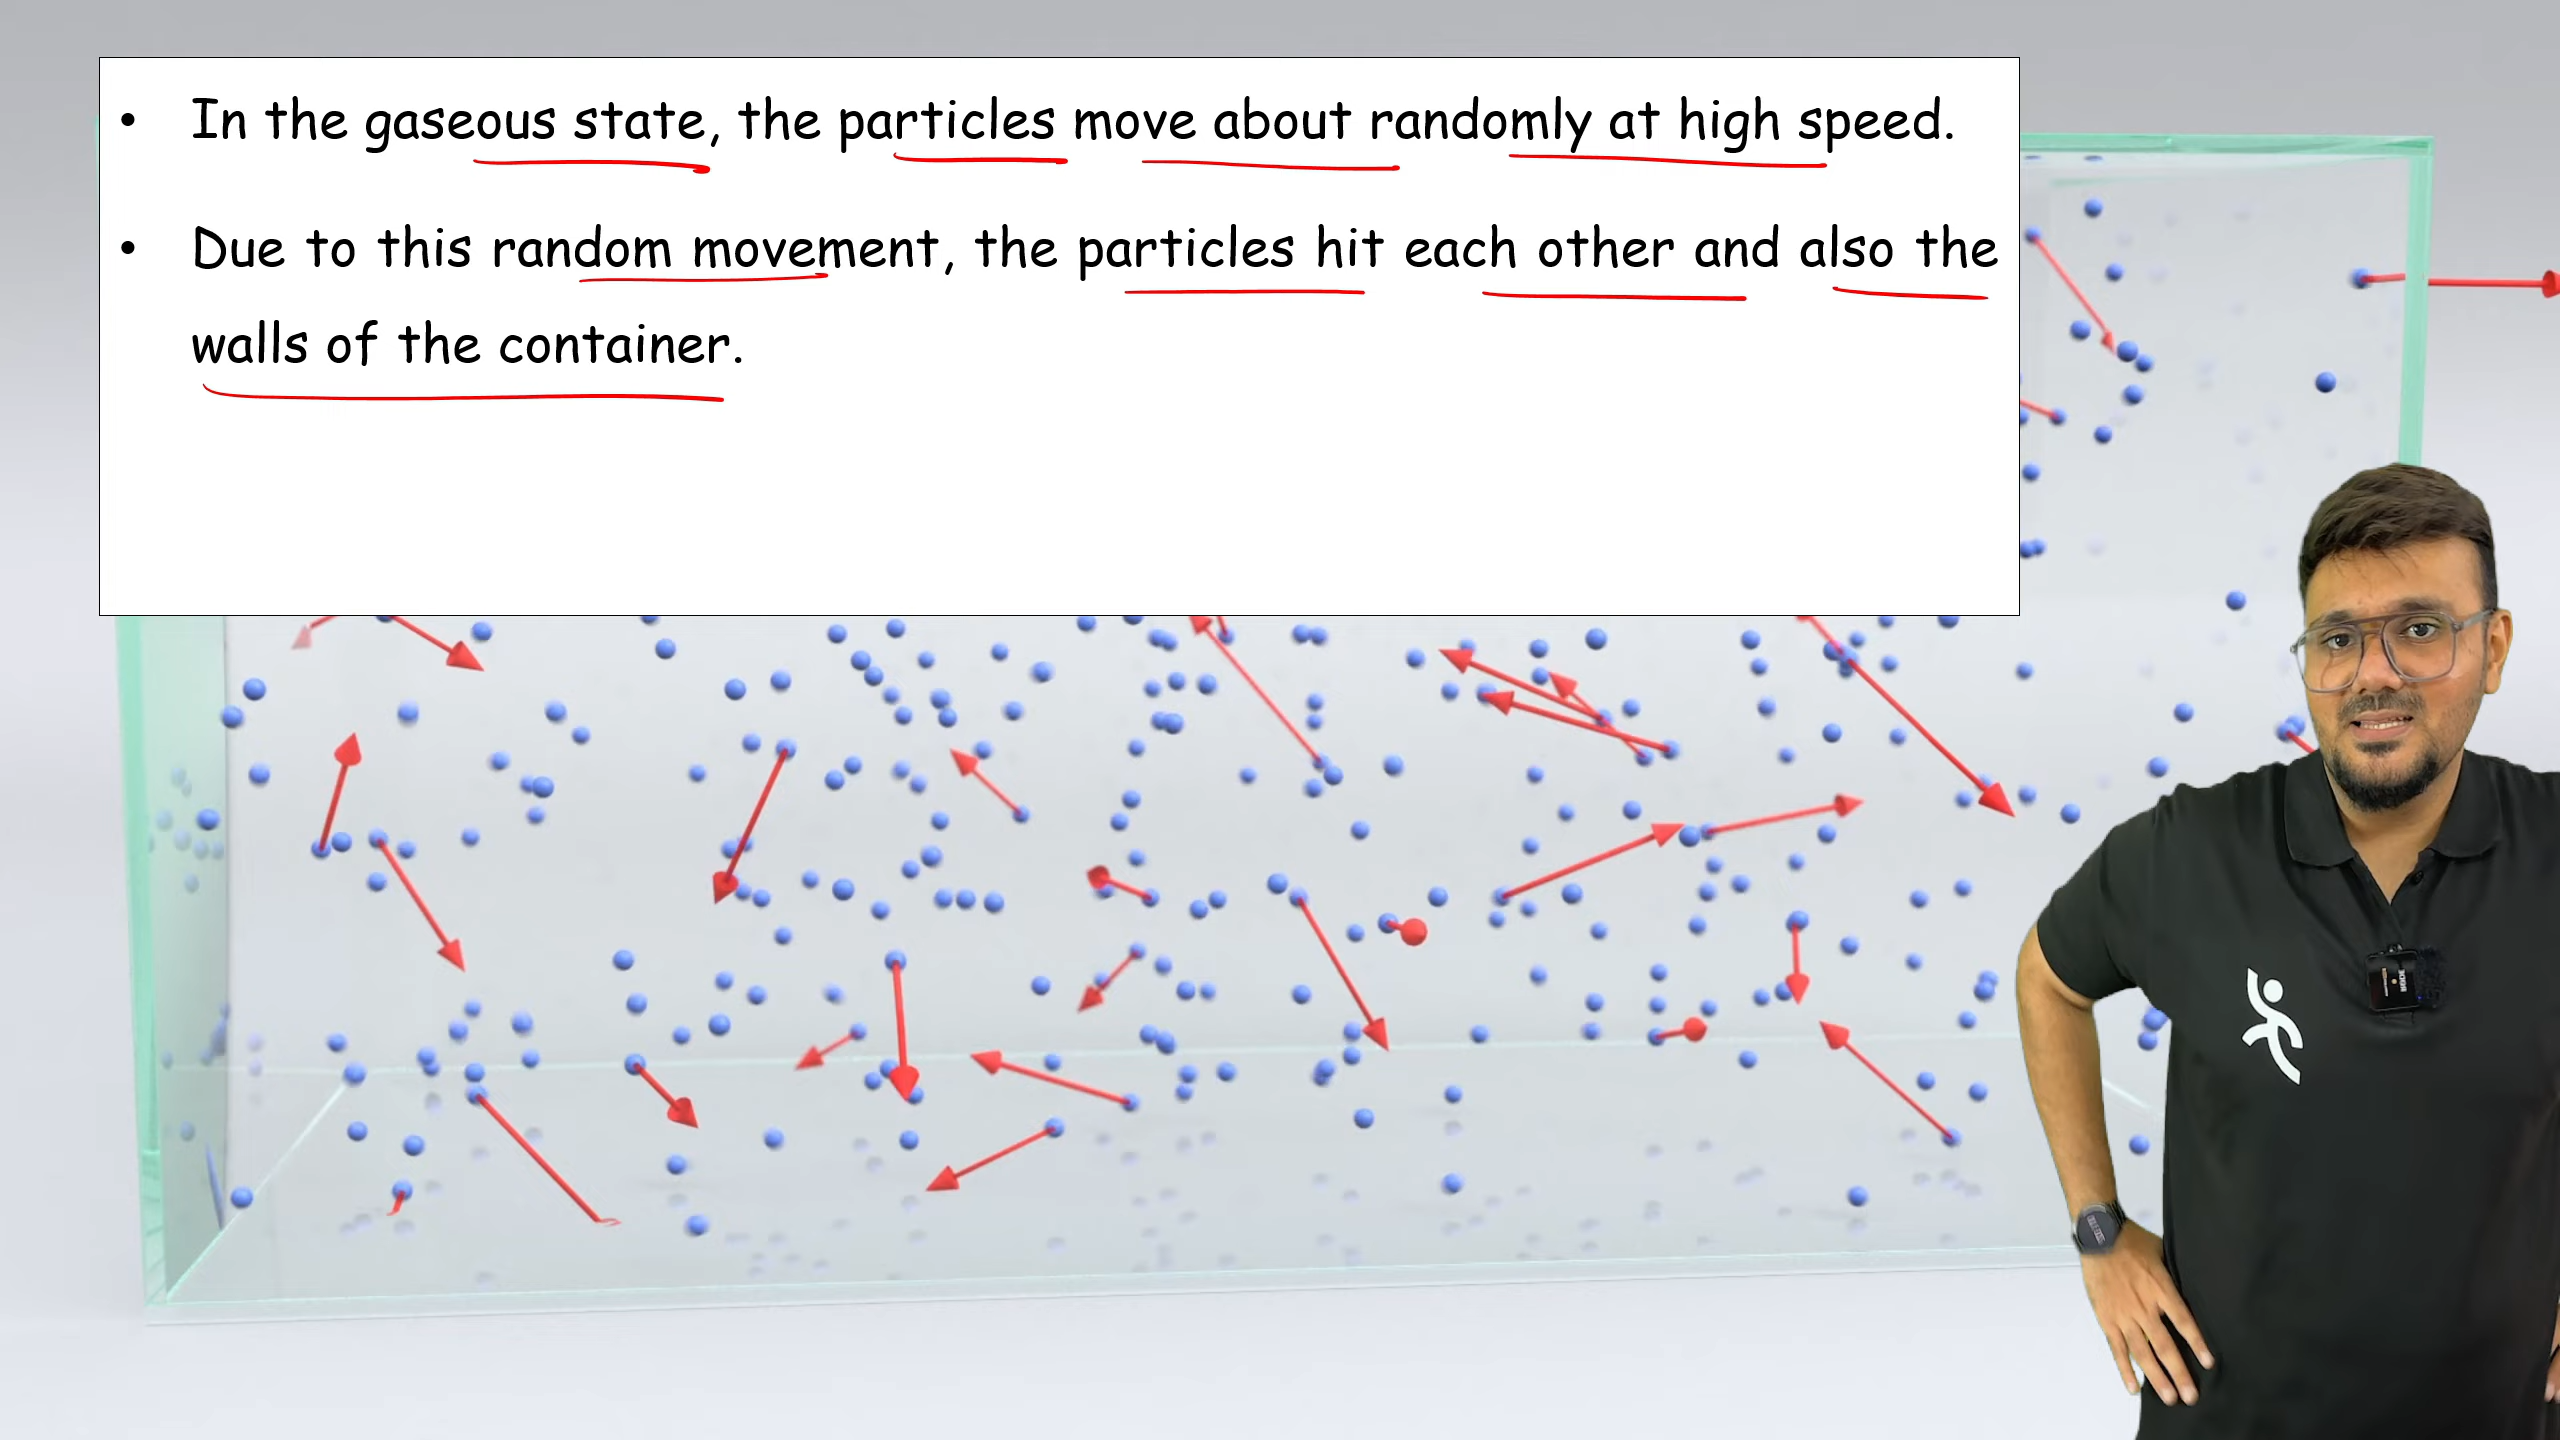 • In the gaseous state, the particles move about randomly at high speed.
• Due to this random movement, the particles hit each other and also the
walls of the container.